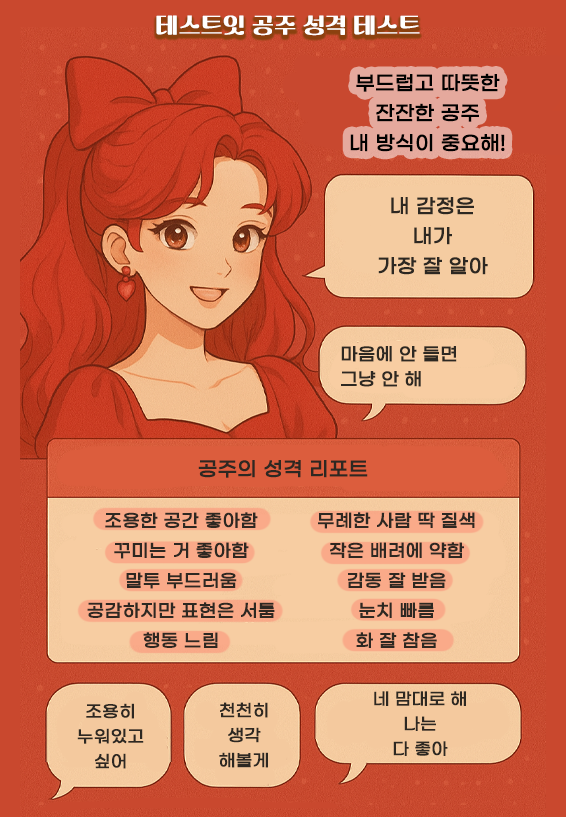 테스트잇 공주 성격 테스트
부드럽고 따뜻한
잔잔한 공주
내 방식이 중요해!
내 감정은
내가
가장 잘 알아
마음에 안 들면
그냥 안 해
공주의 성격 리포트
조용한 공간 좋아함
무례한 사람 딱 질색
꾸미는 거 좋아함
작은 배려에 약함
말투 부드러움
감동 잘 받음
공감하지만 표현은 서툶
눈치 빠름
행동 느림
화 잘 참음
조용히
누워있고
싶어
천천히
생각
해볼게
네 맘대로 해
나는
다 좋아